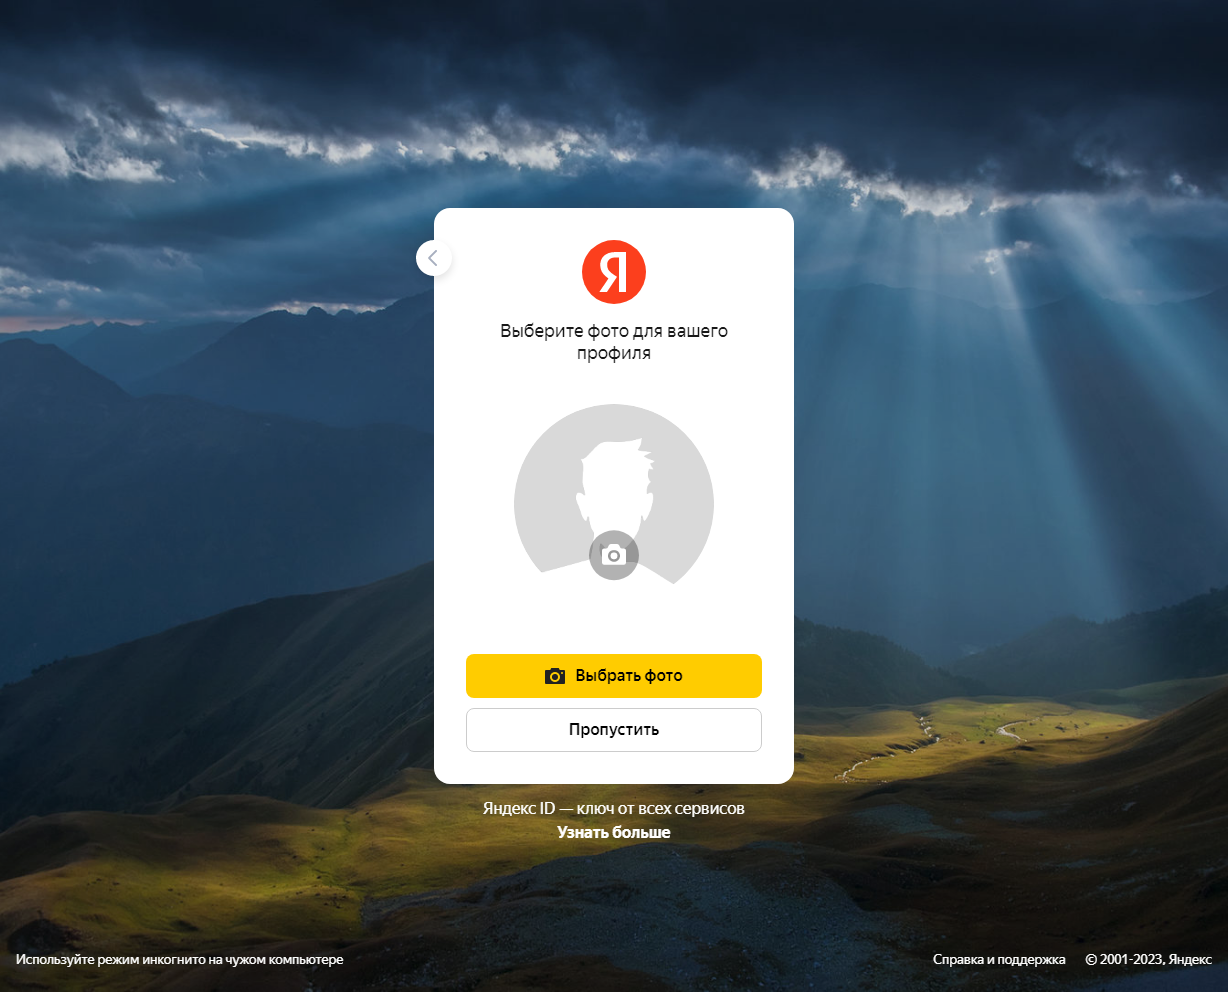 Я
Выберите фото для вашего
профиля
Выбрать фото
Пропустить
Яндекс ID — ключ от всех сервисов
Узнать больше
Используйте режим инкогнито на чужом компьютере
Справка и поддержка
© 2001-2023, Яндекс